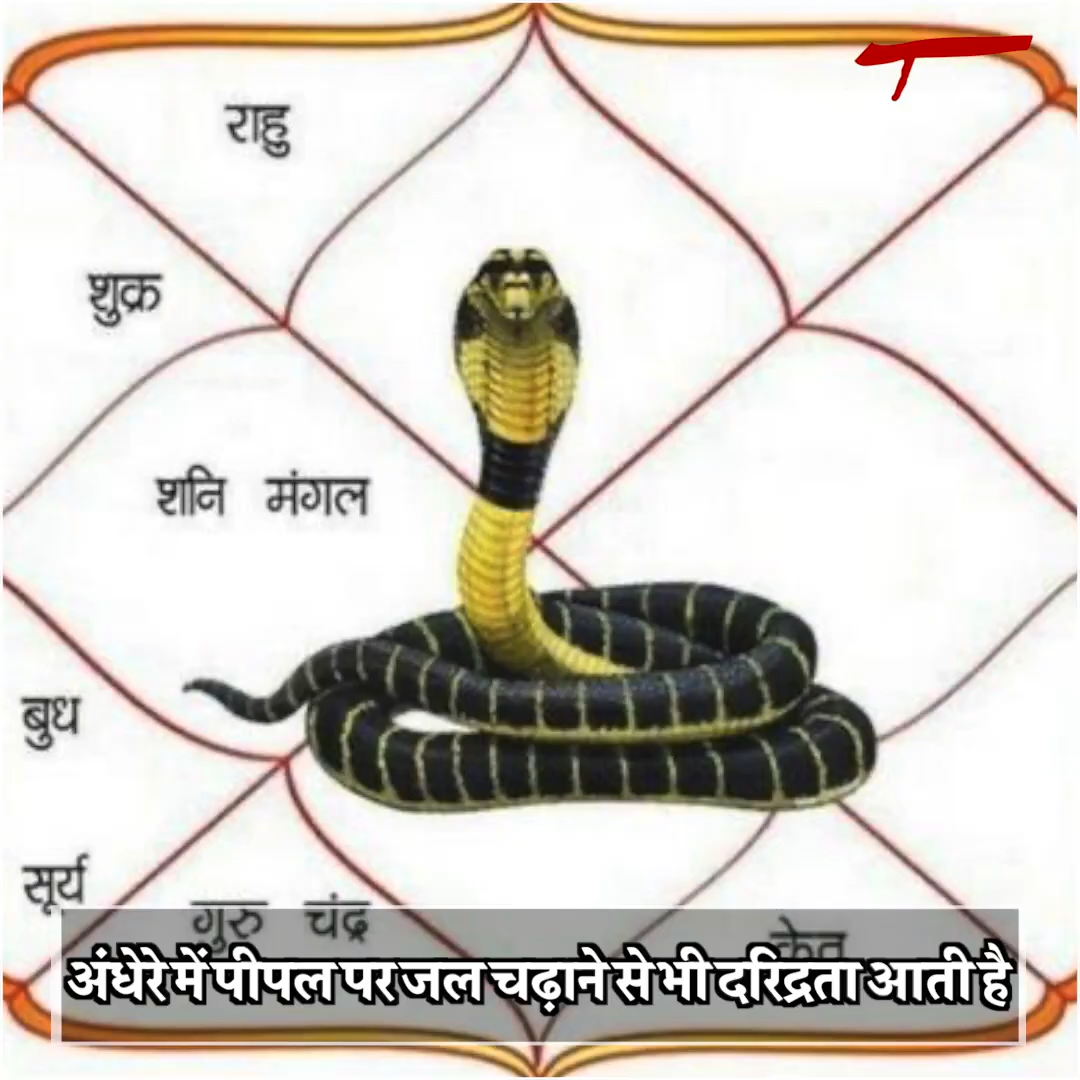 राहु
शुक्र
शनि मंगल
बुध
सूर्य
गुरु चंद्र
केतु
अंधेरे में पीपल पर जल चढ़ाने से भी दरिद्रता आती है